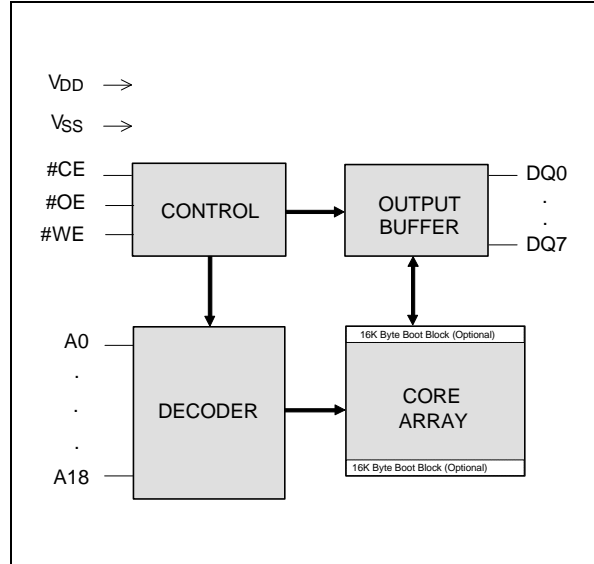 VDD
VSS
#CE
#OE
#WE
CONTROL
OUTPUT
BUFFER
DQ0
.
.
DQ7
A0
.
.
.
A18
DECODER
16K Byte Boot Block (Optional)
CORE
ARRAY
16K Byte Boot Block (Optional)